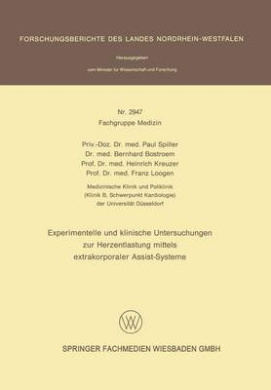 FORSCHUNGSBERICHTE DES LANDES NORDRHEIN-WESTFALEN
Herausgegeben
vom Minister für Wissenschaft und Forschung
Nr. 2947
Fachgruppe Medizin
Priv.-Doz. Dr. med. Paul Spiller
Dr. med. Bernhard Bostroem
Prof. Dr. med. Heinrich Kreuzer
Prof. Dr. med. Franz Loogen
Medizinische Klinik und Poliklinik
(Klinik B, Schwerpunkt Kardiologie)
der Universität Düsseldorf
Experimentelle und klinische Untersuchungen
zur Herzentlastung mittels
extrakorporaler Assist-Systeme
SPRINGER FACHMEDIEN WIESBADEN GMBH